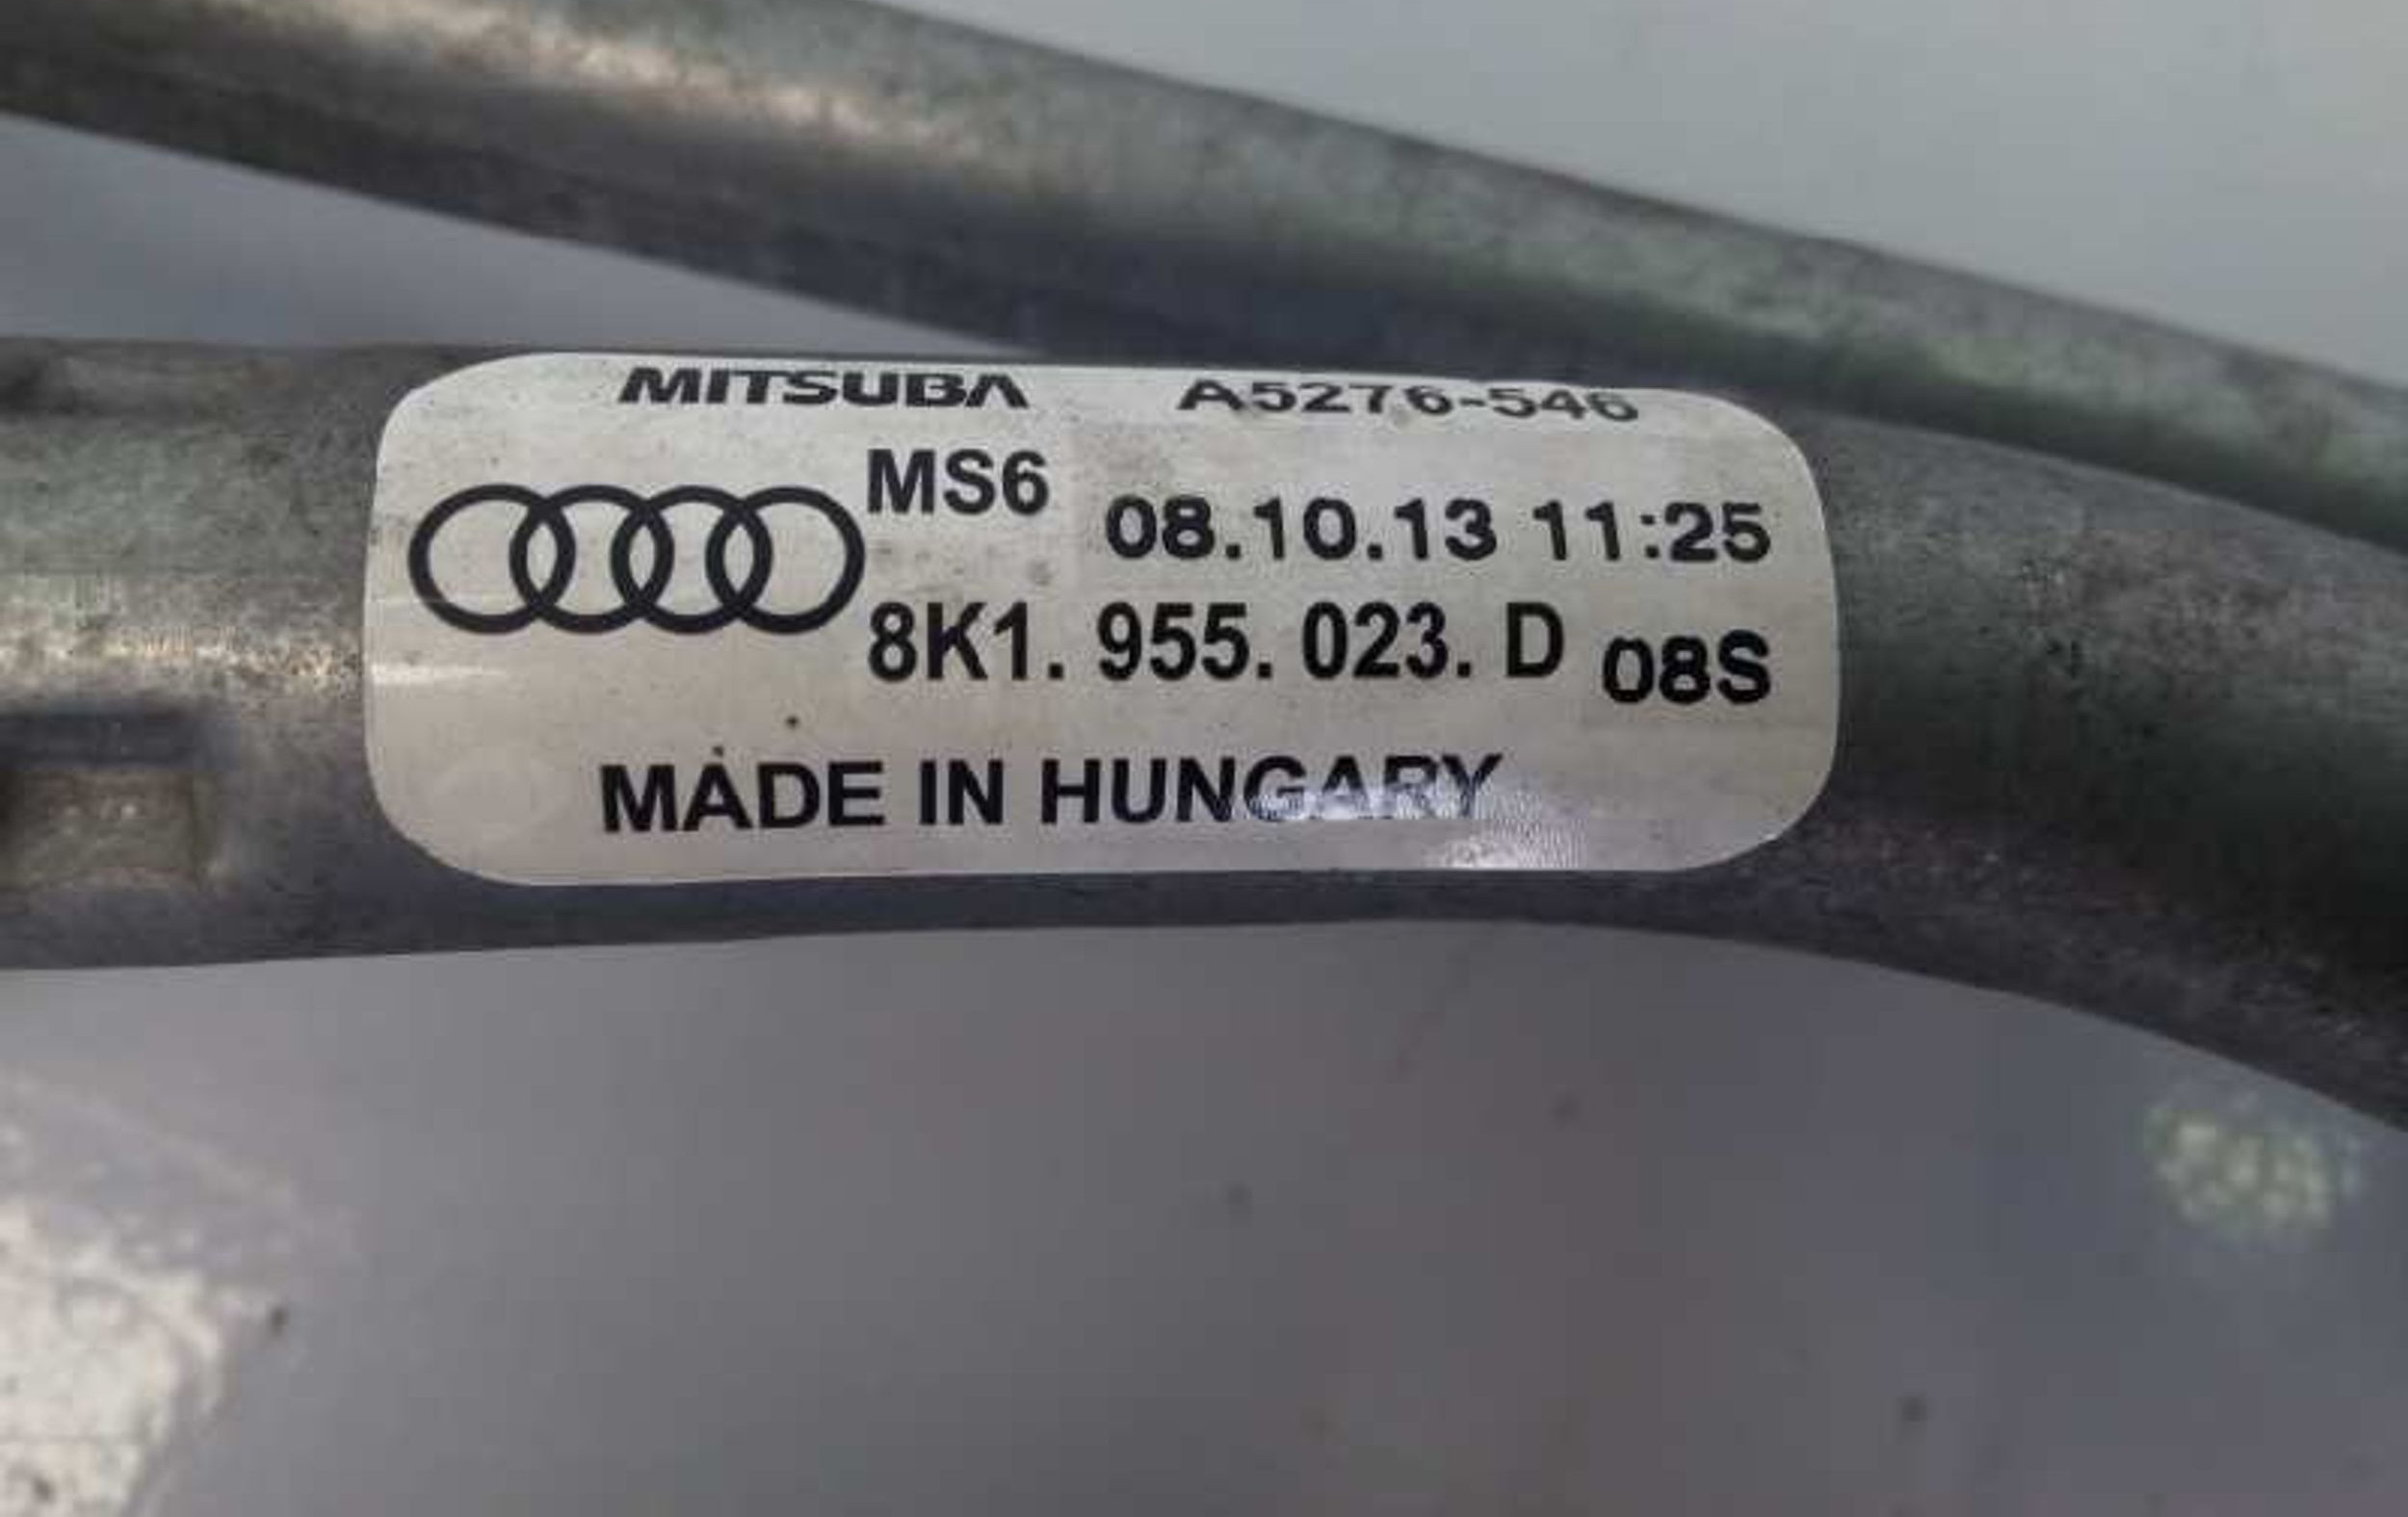 MITSUBA A5276-546
MS6 08.10.13 11:25
8K1. 955. 023. D 08S
MADE IN HUNGARY